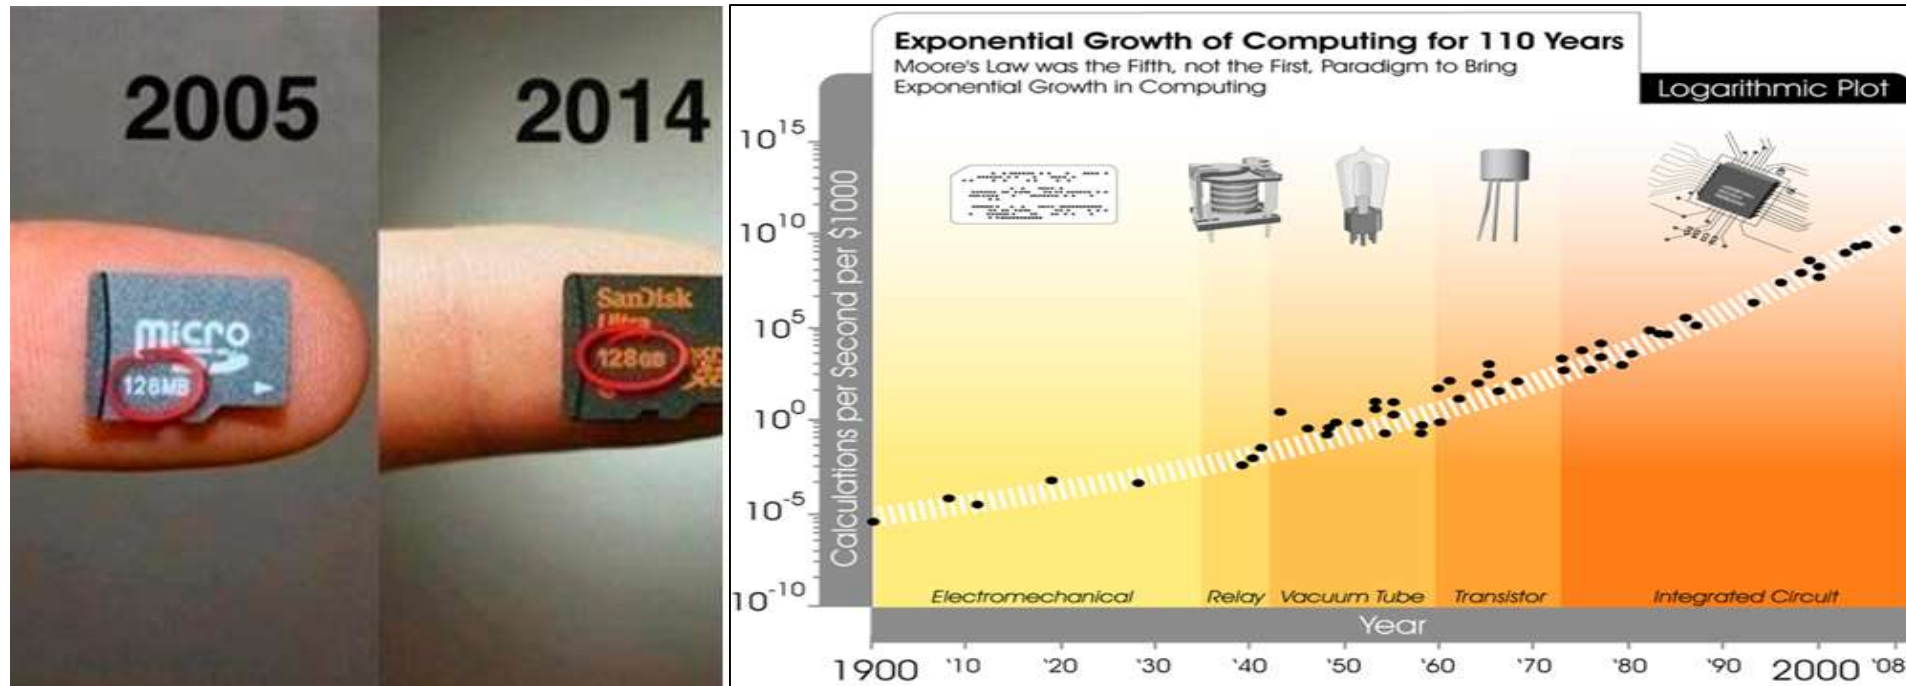 2005
2014
micro
128MB
SanDisk
Ultra
128GB
Exponential Growth of Computing for 110 Years
Moore's Law was the Fifth, not the First, Paradigm to Bring
Exponential Growth in Computing
Logarithmic Plot
Calculations per Second per $1000
10^15
10^10
10^5
10^0
10^-5
10^-10
Electromechanical Relay Vacuum Tube Transistor Integrated Circuit
Year
1900 '10 '20 '30 '40 '50 '60 '70 '80 '90 2000 '08